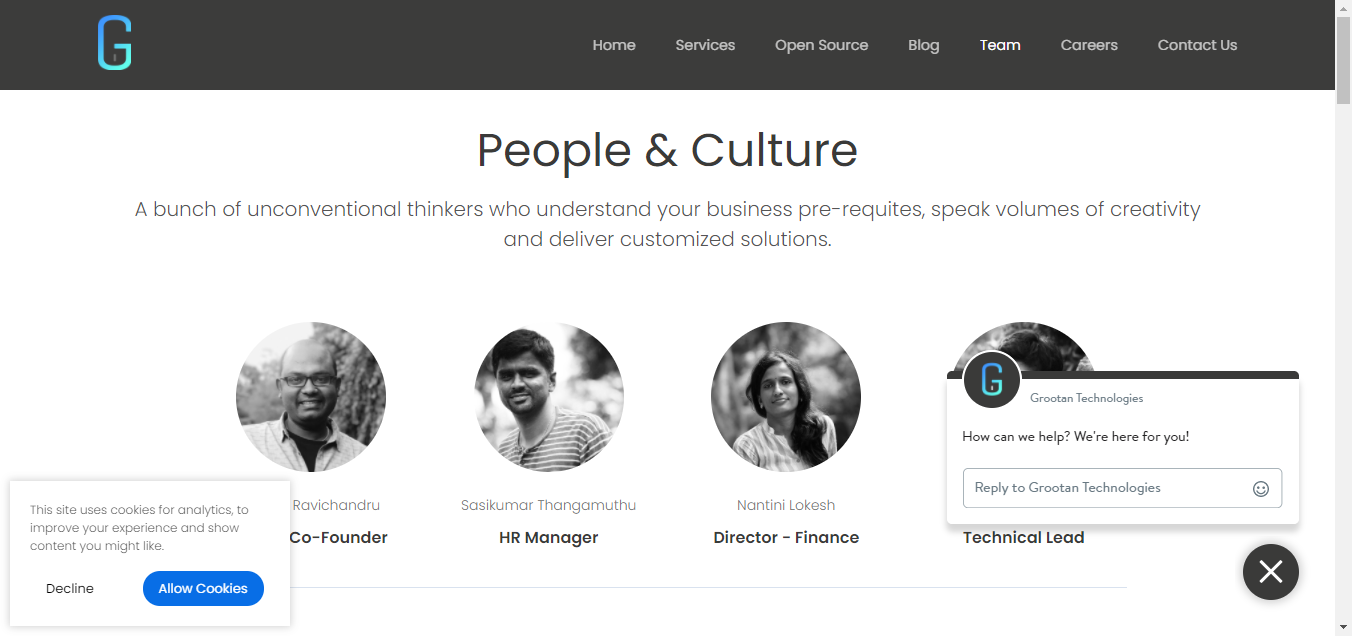 G
Home Services Open Source Blog Team Careers Contact Us
People & Culture
A bunch of unconventional thinkers who understand your business pre-requites, speak volumes of creativity
and deliver customized solutions.
G
Grootan Technologies
How can we help? We're here for you!
Reply to Grootan Technologies
Ravichandru Sasikumar Thangamuthu Nantini Lokesh
Co-Founder HR Manager Director - Finance Technical Lead
This site uses cookies for analytics, to
improve your experience and show
content you might like.
Decline Allow Cookies